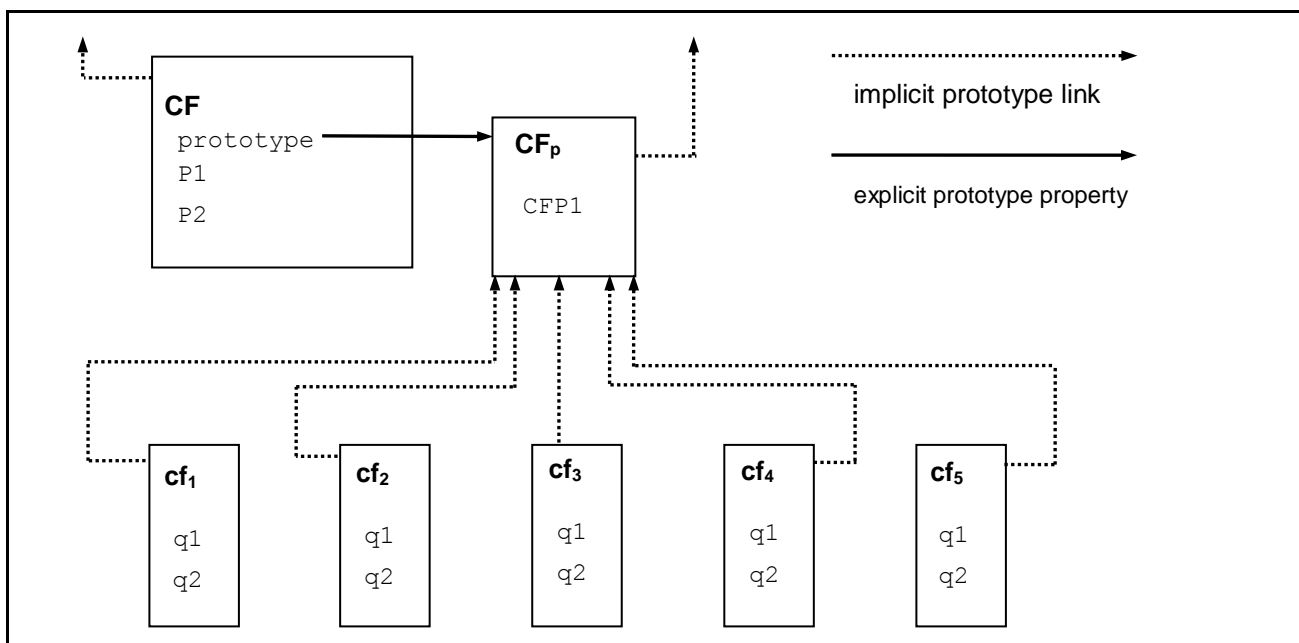 CF
prototype
P1
P2
CFp
CFP1
implicit prototype link
explicit prototype property
cf1
q1
q2
cf2
q1
q2
cf3
q1
q2
cf4
q1
q2
cf5
q1
q2